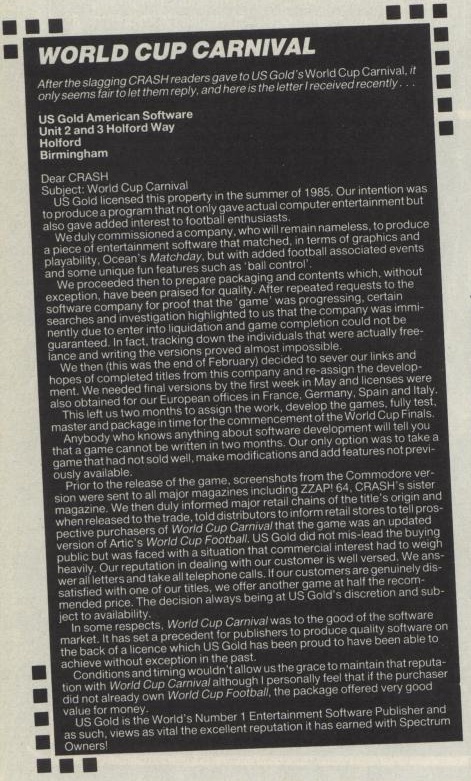 WORLD CUP CARNIVAL
After the slagging CRASH readers gave to US Gold's World Cup Carnival, it
only seems fair to let them reply, and here is the letter I received recently . . .
US Gold American Software
Unit 2 and 3 Holford Way
Holford
Birmingham
Dear CRASH
Subject: World Cup Carnival
US Gold licensed this property in the summer of 1985. Our intention was
to produce a program that not only gave actual computer entertainment but
also gave added interest to football enthusiasts.
We duly commissioned a company, who will remain nameless, to produce
a piece of entertainment software that matched, in terms of graphics and
playability, Ocean's Matchday, but with added football associated events
and some unique fun features such as 'ball control'.
We proceeded then to prepare packaging and contents which, without
exception, have been praised for quality. After repeated requests to the
software company for proof that the 'game' was progressing, certain
searches and investigation highlighted to us that the company was immi-
nently due to enter into liquidation and game completion could not be
guaranteed. In fact, tracking down the individuals that were actually free-
lance and writing the versions proved almost impossible.
We then (this was the end of February) decided to sever our links and
hopes of completed titles from this company and re-assign the develop-
ment. We needed final versions by the first week in May and licenses were
also obtained for our European offices in France, Germany, Spain and Italy.
This left us two months to assign the work, develop the games, fully test,
master and package in time for the commencement of the World Cup Finals.
Anybody who knows anything about software development will tell you
that a game cannot be written in two months. Our only option was to take a
game that had not sold well, make modifications and add features not previ-
ously available.
Prior to the release of the game, screenshots from the Commodore ver-
sion were sent to all major magazines including ZZAP! 64, CRASH's sister
magazine. We then duly informed major retail chains of the title's origin and
when released to the trade, told distributors to inform retail stores to tell pros-
pective purchasers of World Cup Carnival that the game was an updated
version of Artic's World Cup Football. US Gold did not mis-lead the buying
public but was faced with a situation that commercial interest had to weigh
heavily. Our reputation in dealing with our customer is well versed. We ans-
wer all letters and take all telephone calls. If our customers are genuinely dis-
satisfied with one of our titles, we offer another game at half the recom-
mended price. The decision always being at US Gold's discretion and sub-
ject to availability.
In some respects, World Cup Carnival was to the good of the software
market. It has set a precedent for publishers to produce quality software on
the back of a licence which US Gold has been proud to have been able to
achieve without exception in the past.
Conditions and timing wouldn't allow us the grace to maintain that reputa-
tion with World Cup Carnival although I personally feel that if the purchaser
did not already own World Cup Football, the package offered very good
value for money.
US Gold is the World's Number 1 Entertainment Software Publisher and
as such, views as vital the excellent reputation it has earned with Spectrum
Owners!